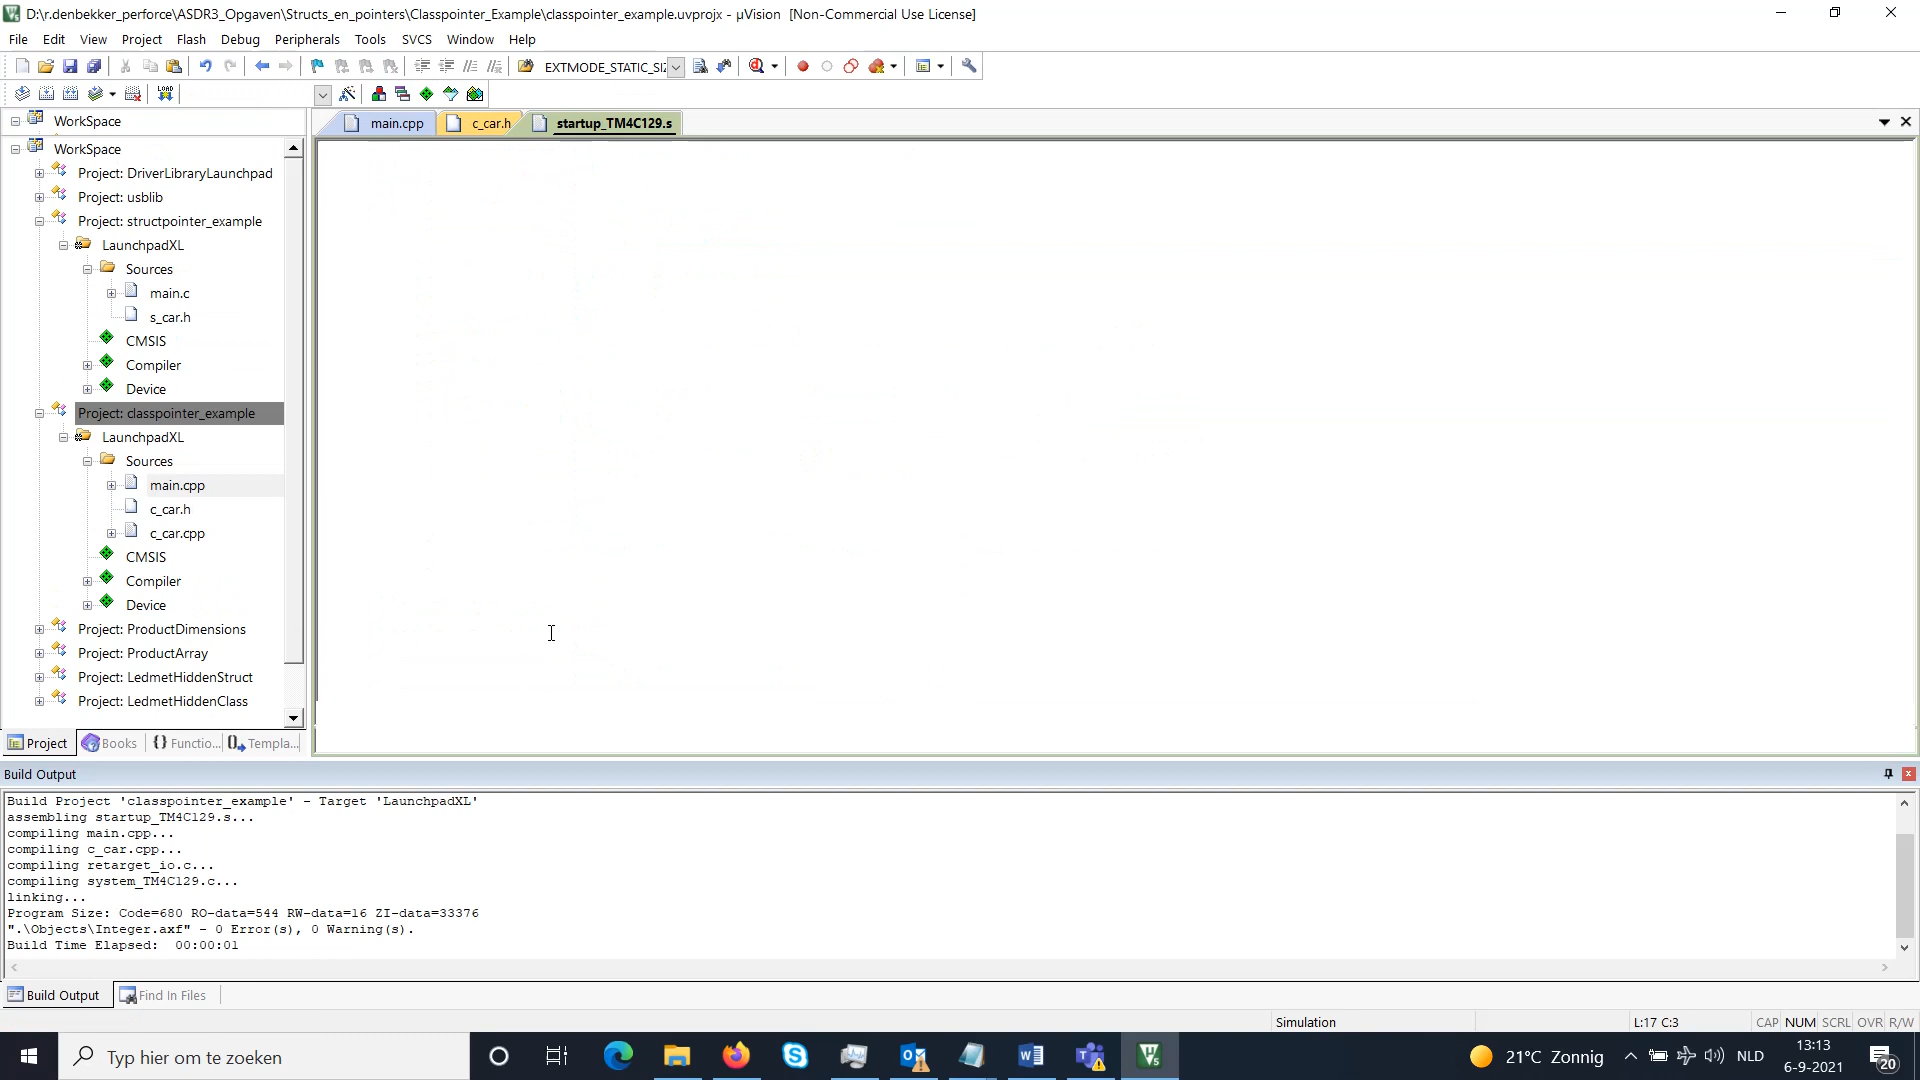 D:\r.denbekker_perforce\ASDR3_Opgaven\Structs_en_pointers\Classpointer_Example\classpointer_example.uvprojx - µVision [Non-Commercial Use License]
File Edit View Project Flash Debug Peripherals Tools SVCS Window Help
EXTMODE_STATIC_SIZ
LOAD
WorkSpace
main.cpp c_car.h startup_TM4C129.s
WorkSpace
Project: DriverLibraryLaunchpad
Project: usblib
Project: structpointer_example
LaunchpadXL
Sources
main.c
s_car.h
CMSIS
Compiler
Device
Project: classpointer_example
LaunchpadXL
Sources
main.cpp
c_car.h
c_car.cpp
CMSIS
Compiler
Device
Project: ProductDimensions
Project: ProductArray
Project: LedmetHiddenStruct
Project: LedmetHiddenClass
Project Books {} Functio... Templa...
Build Output
Build Project 'classpointer_example' - Target 'LaunchpadXL'
assembling startup_TM4C129.s...
compiling main.cpp...
compiling c_car.cpp...
compiling retarget_io.c...
compiling system_TM4C129.c...
linking...
Program Size: Code=680 RO-data=544 RW-data=16 ZI-data=33376
".\Objects\Integer.axf" - 0 Error(s), 0 Warning(s).
Build Time Elapsed:  00:00:01
Build Output Find In Files
Simulation L:17 C:3 CAP NUM SCRL OVR R/W
Typ hier om te zoeken 21°C Zonnig NLD 13:13
6-9-2021 20